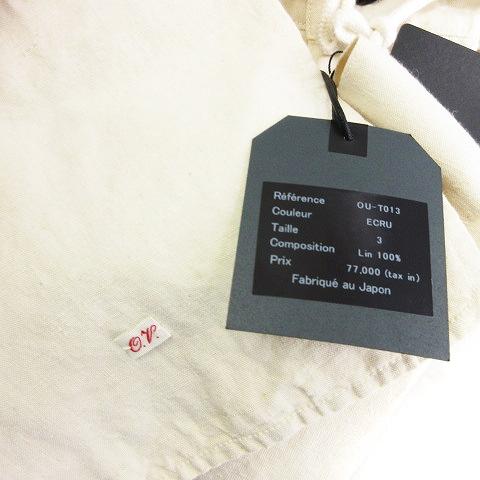 Référence OU-T013
Couleur ECRU
Taille 3
Composition Lin 100%
Prix 77,000 (tax in)
Fabriqué au Japon
O.V.